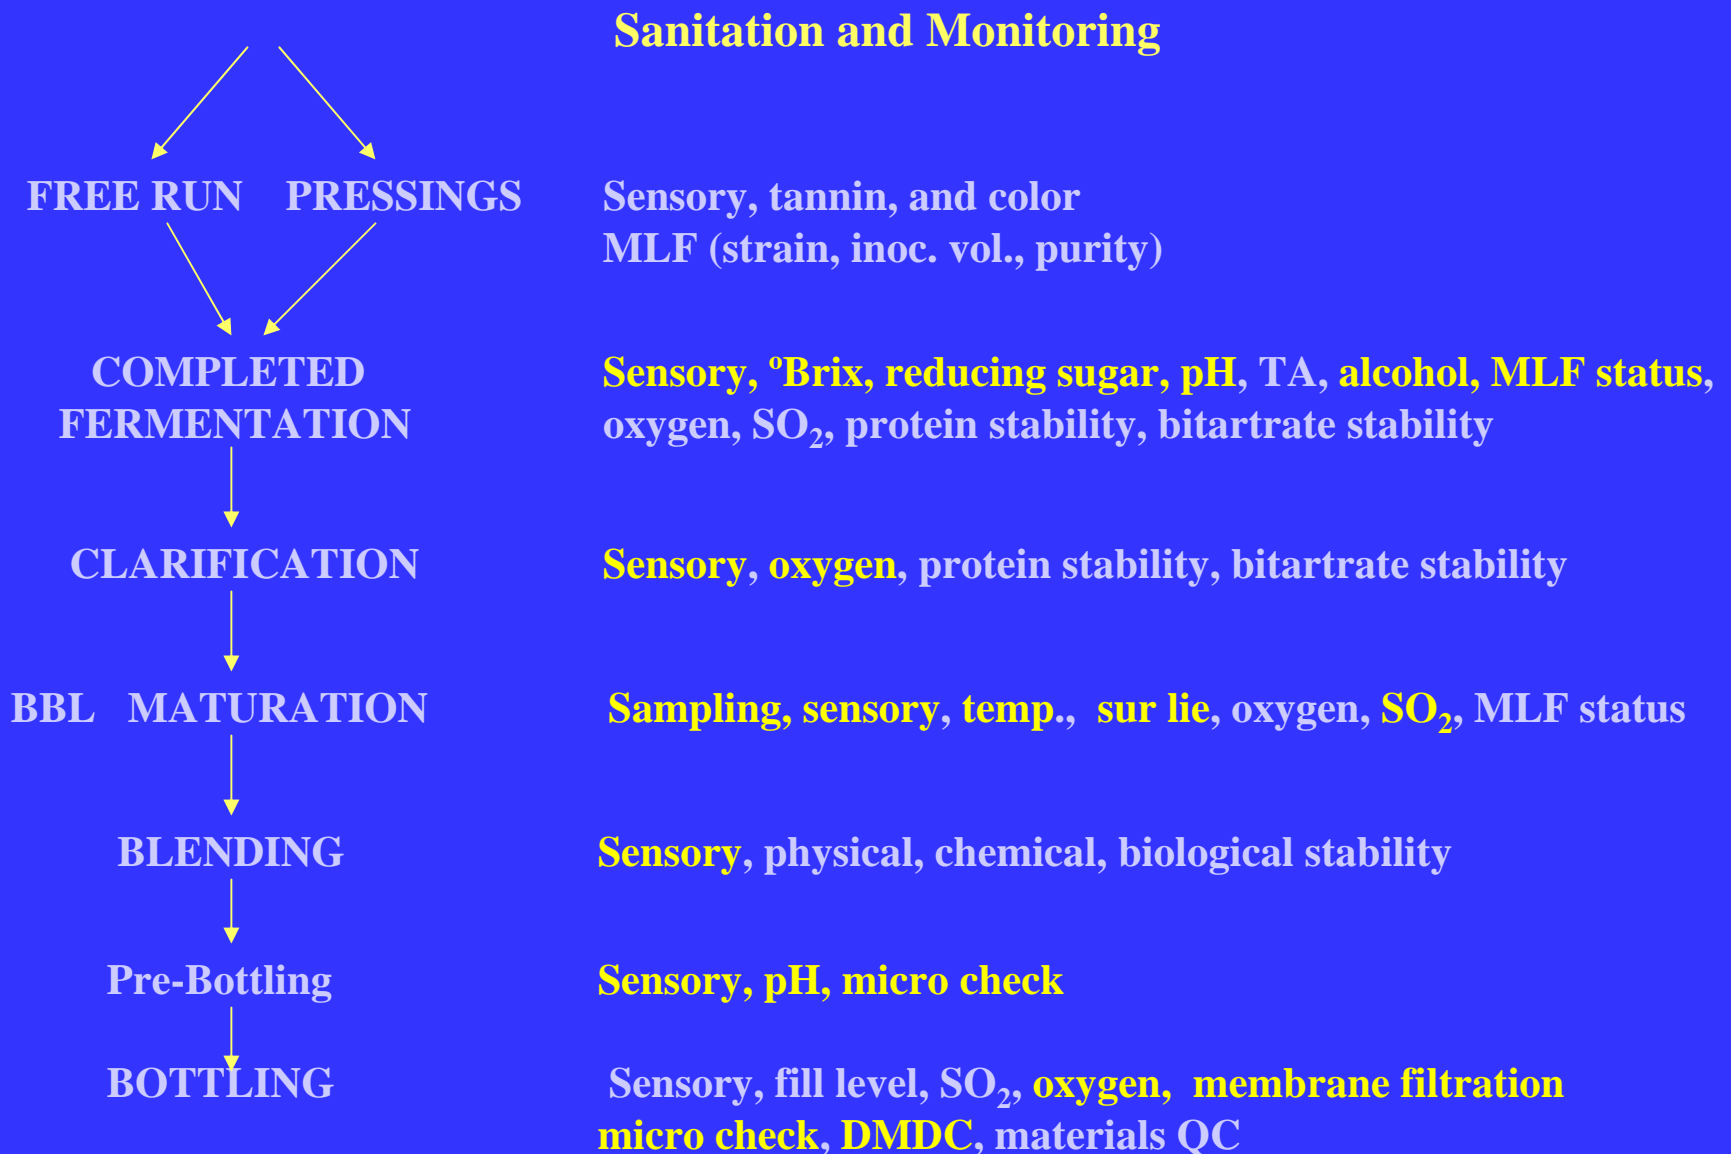 Sanitation and Monitoring
FREE RUN PRESSINGS Sensory, tannin, and color
MLF (strain, inoc. vol., purity)
COMPLETED Sensory, ºBrix, reducing sugar, pH, TA, alcohol, MLF status,
FERMENTATION oxygen, SO₂, protein stability, bitartrate stability
CLARIFICATION Sensory, oxygen, protein stability, bitartrate stability
BBL MATURATION Sampling, sensory, temp., sur lie, oxygen, SO₂, MLF status
BLENDING Sensory, physical, chemical, biological stability
Pre-Bottling Sensory, pH, micro check
BOTTLING Sensory, fill level, SO₂, oxygen, membrane filtration
micro check, DMDC, materials QC